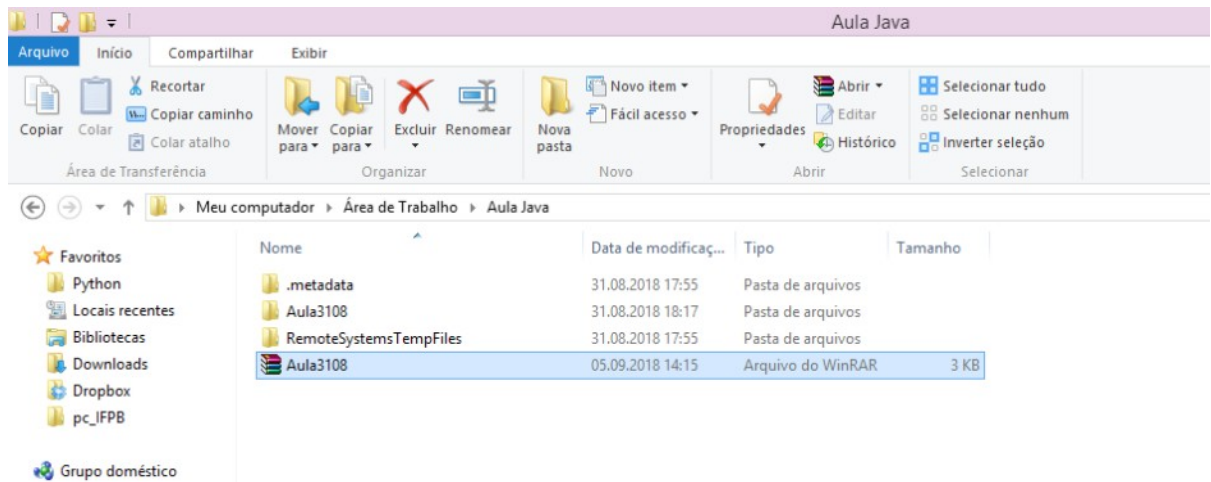 Aula Java
Arquivo Início Compartilhar Exibir
Copiar
Colar
Recortar
Copiar caminho
Colar atalho
Área de Transferência
Mover para
Copiar para
Excluir
Renomear
Organizar
Nova pasta
Novo item
Fácil acesso
Novo
Propriedades
Abrir
Editar
Histórico
Abrir
Selecionar tudo
Selecionar nenhum
Inverter seleção
Selecionar
Meu computador Área de Trabalho Aula Java
Favoritos
Python
Locais recentes
Bibliotecas
Downloads
Dropbox
pc_IFPB
Grupo doméstico
Nome Data de modificaç... Tipo Tamanho
.metadata 31.08.2018 17:55 Pasta de arquivos
Aula3108 31.08.2018 18:17 Pasta de arquivos
RemoteSystemsTempFiles 31.08.2018 17:55 Pasta de arquivos
Aula3108 05.09.2018 14:15 Arquivo do WinRAR 3 KB